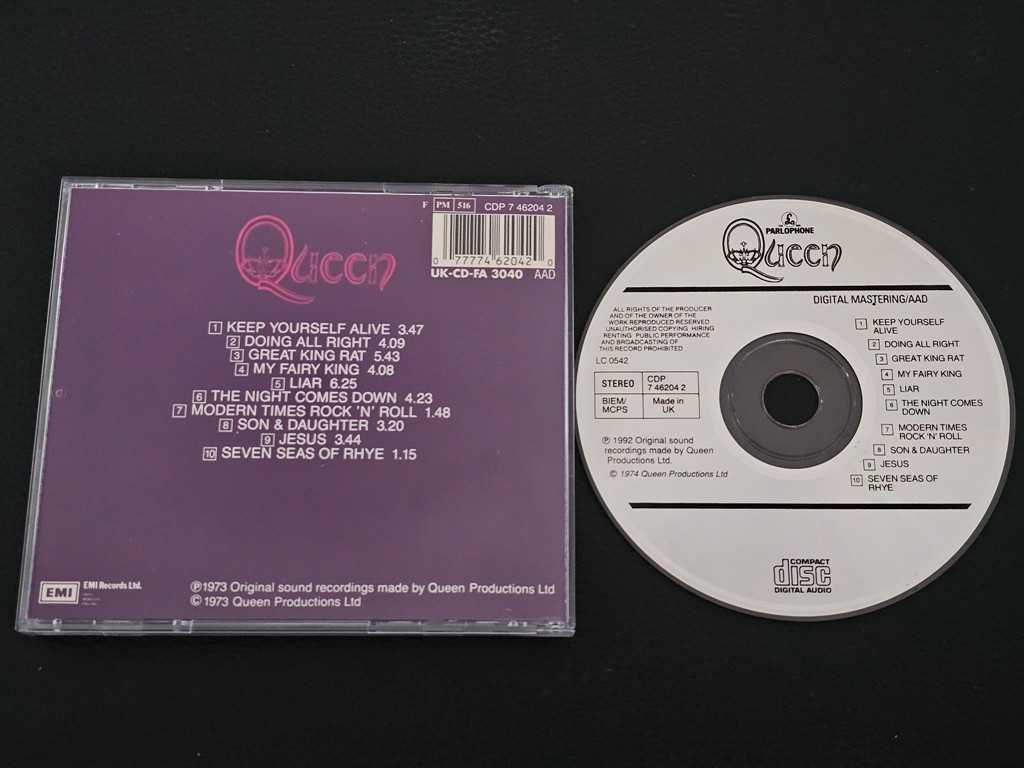 F PM 516 CDP 7 46204 2
0 77774 62042 0
UK-CD-FA 3040 AAD
Queen
1 KEEP YOURSELF ALIVE 3.47
2 DOING ALL RIGHT 4.09
3 GREAT KING RAT 5.43
4 MY FAIRY KING 4.08
5 LIAR 6.25
6 THE NIGHT COMES DOWN 4.23
7 MODERN TIMES ROCK 'N' ROLL 1.48
8 SON & DAUGHTER 3.20
9 JESUS 3.44
10 SEVEN SEAS OF RHYE 1.15
EMI EMI Records Ltd.
℗1973 Original sound recordings made by Queen Productions Ltd
©1973 Queen Productions Ltd
£
PARLOPHONE
Queen
DIGITAL MASTERING/AAD
ALL RIGHTS OF THE PRODUCER
AND OF THE OWNER OF THE
WORK REPRODUCED RESERVED
UNAUTHORISED COPYING HIRING
RENTING PUBLIC PERFORMANCE
AND BROADCASTING OF
THIS RECORD PROHIBITED
LC 0542
STEREO CDP
7 46204 2
BIEM/ Made in
MCPS UK
℗ 1992 Original sound
recordings made by Queen
Productions Ltd.
© 1974 Queen Productions Ltd
1 KEEP YOURSELF
ALIVE
2 DOING ALL RIGHT
3 GREAT KING RAT
4 MY FAIRY KING
5 LIAR
6 THE NIGHT COMES
DOWN
7 MODERN TIMES
ROCK 'N' ROLL
8 SON & DAUGHTER
9 JESUS
10 SEVEN SEAS OF
RHYE
COMPACT
disc
DIGITAL AUDIO